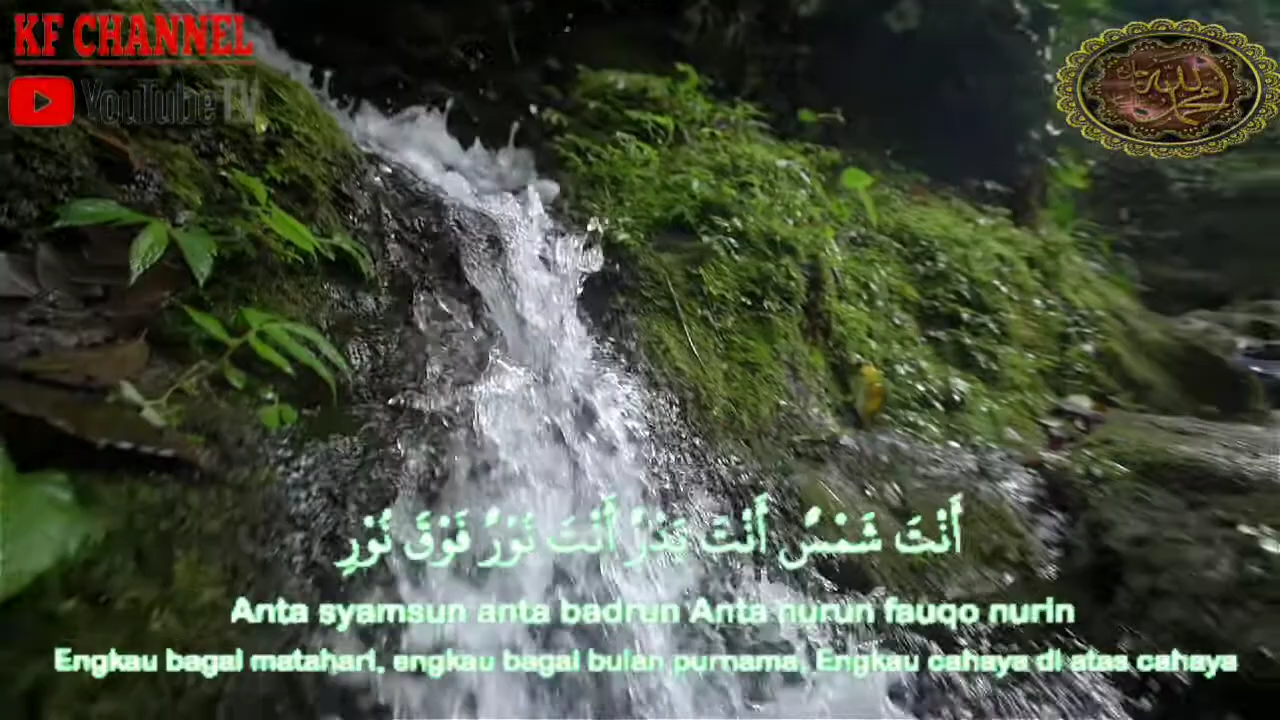 KF CHANNEL
YouTube TV
أَنْتَ شَمْسٌ أَنْتَ بَدْرٌ أَنْتَ نُوْرٌ فَوْقَ نُوْرٍ
Anta syamsun anta badrun Anta nurun fauqo nurin
Engkau bagai matahari, engkau bagai bulan purnama, Engkau cahaya di atas cahaya